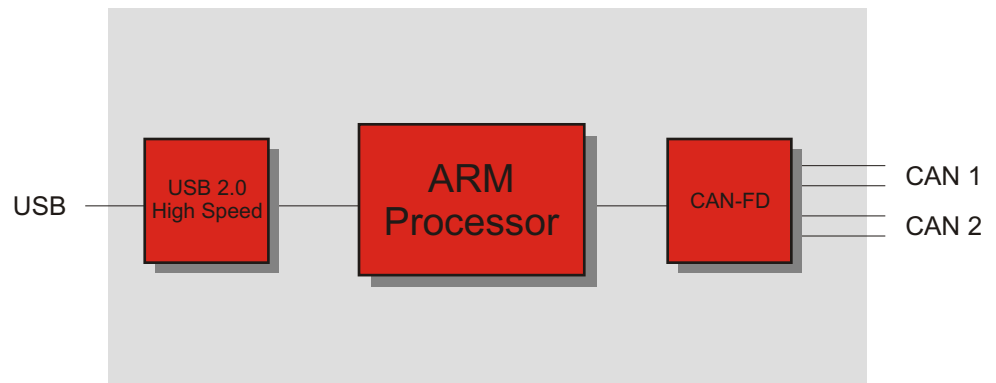 USB
USB 2.0
High Speed
ARM
Processor
CAN-FD
CAN 1
CAN 2